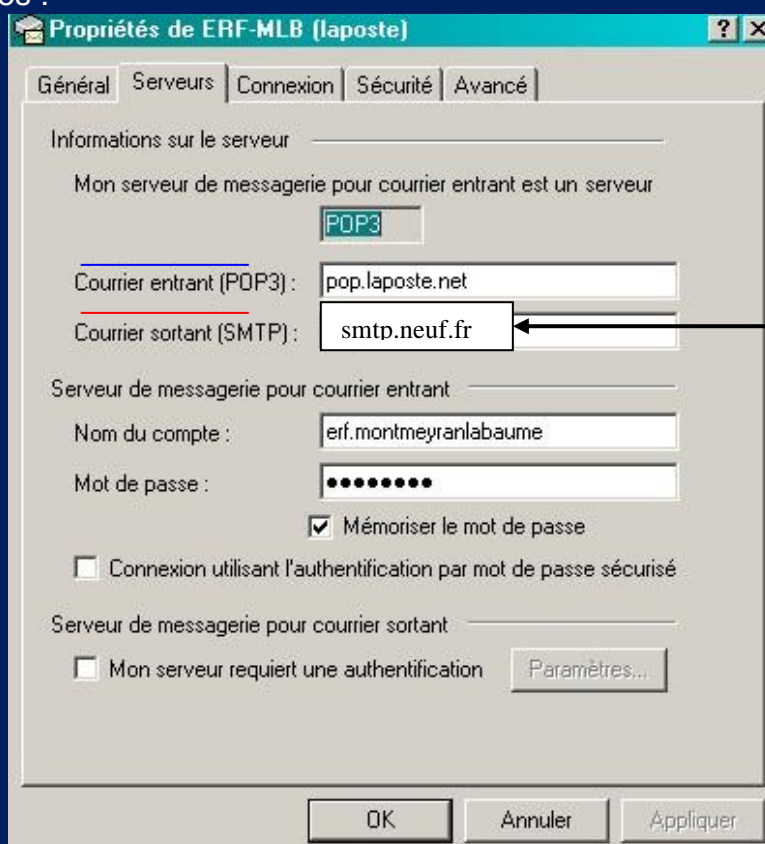 Propriétés de ERF-MLB (laposte)
Général Serveurs Connexion Sécurité Avancé
Informations sur le serveur
Mon serveur de messagerie pour courrier entrant est un serveur
POP3
Courrier entrant (POP3) : pop.laposte.net
Courrier sortant (SMTP) : smtp.neuf.fr
Serveur de messagerie pour courrier entrant
Nom du compte : erf.montmeyranlabaume
Mot de passe : ●●●●●●●●
Mémoriser le mot de passe
Connexion utilisant l'authentification par mot de passe sécurisé
Serveur de messagerie pour courrier sortant
Mon serveur requiert une authentification Paramètres...
OK Annuler Appliquer